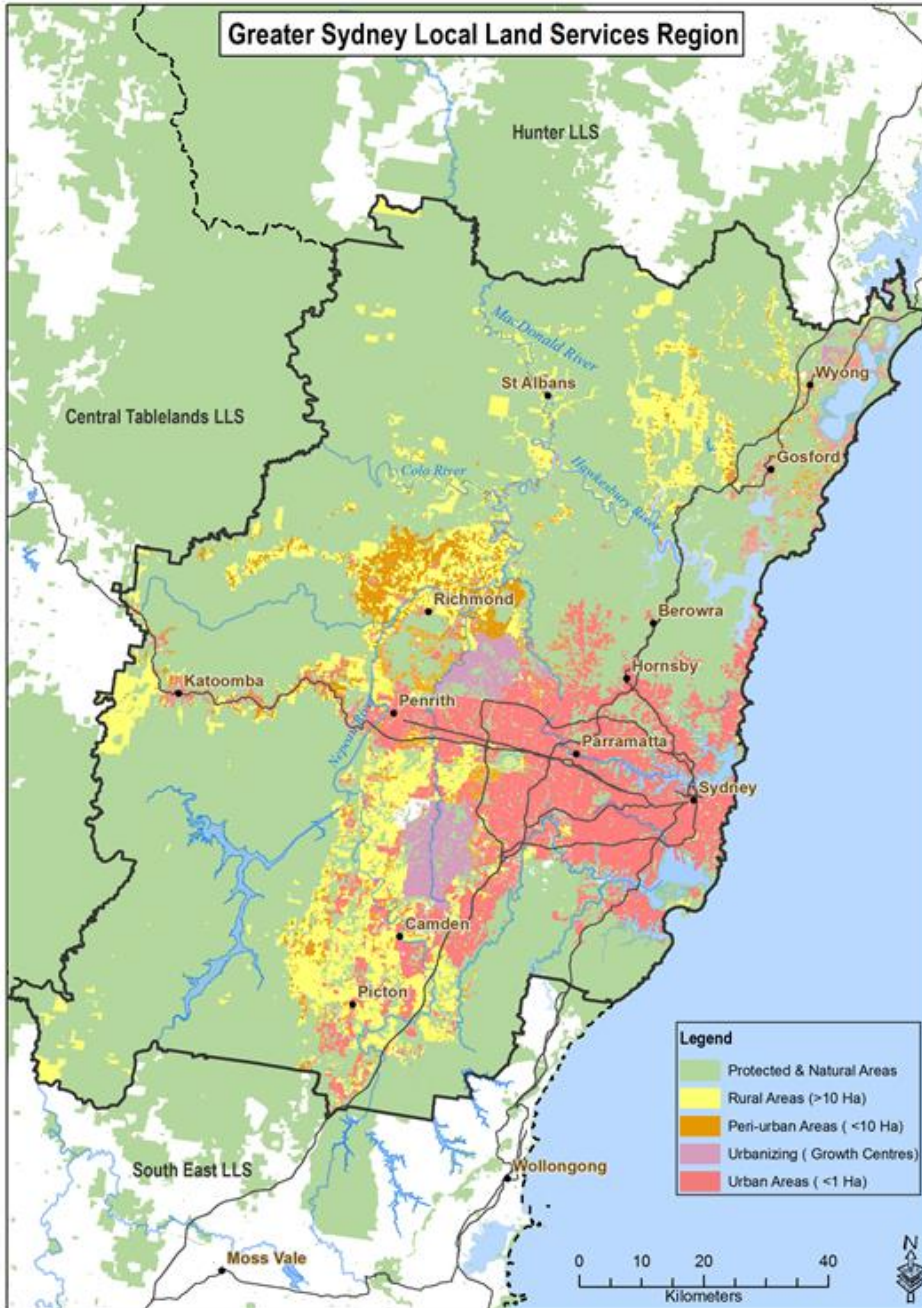 Greater Sydney Local Land Services Region
Hunter LLS
MacDonald River
St Albans
Wyong
Central Tablelands LLS
Colo River
Hawkesbury River
Gosford
Richmond
Berowra
Hornsby
Katoomba
Penrith
Parramatta
Sydney
Camden
Picton
Legend
Protected & Natural Areas
Rural Areas (>10 Ha)
Peri-urban Areas ( <10 Ha)
Urbanizing ( Growth Centres)
Urban Areas ( <1 Ha)
South East LLS
Wollongong
Moss Vale
N
0 10 20 40
Kilometers